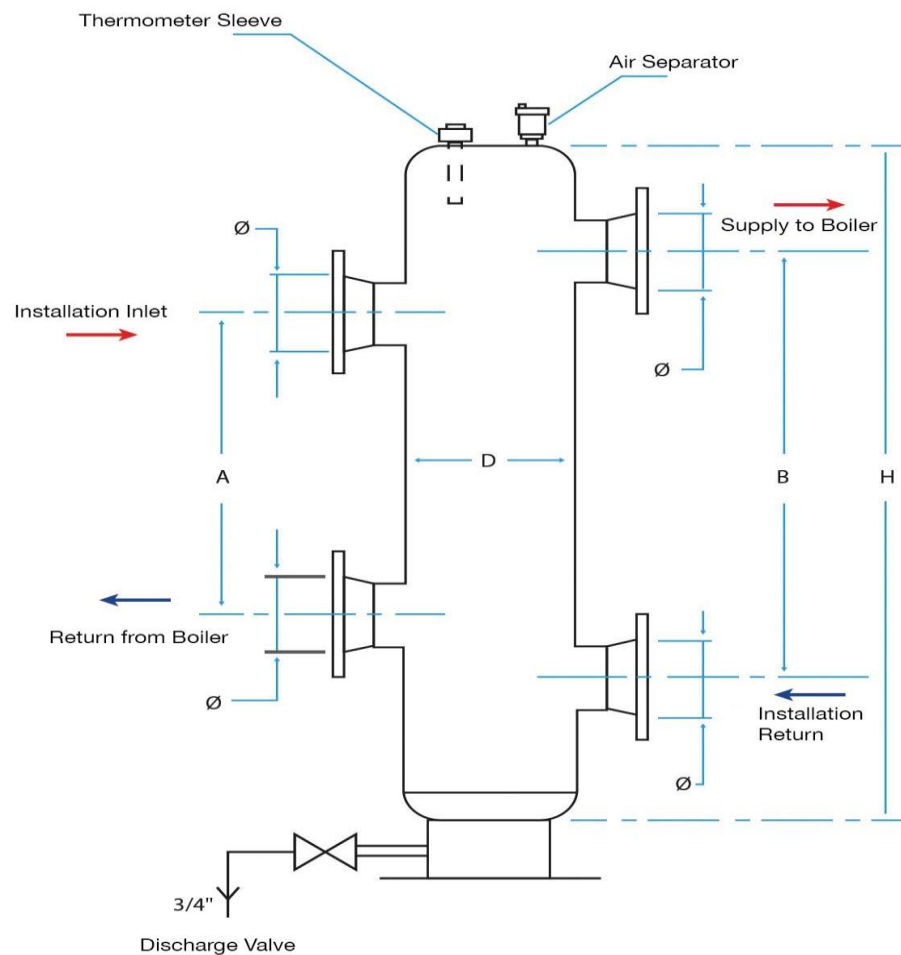 Thermometer Sleeve
Air Separator
Supply to Boiler
Ø
Installation Inlet
Ø
D
A
B
H
Return from Boiler
Ø
Installation
Return
Ø
3/4"
Discharge Valve